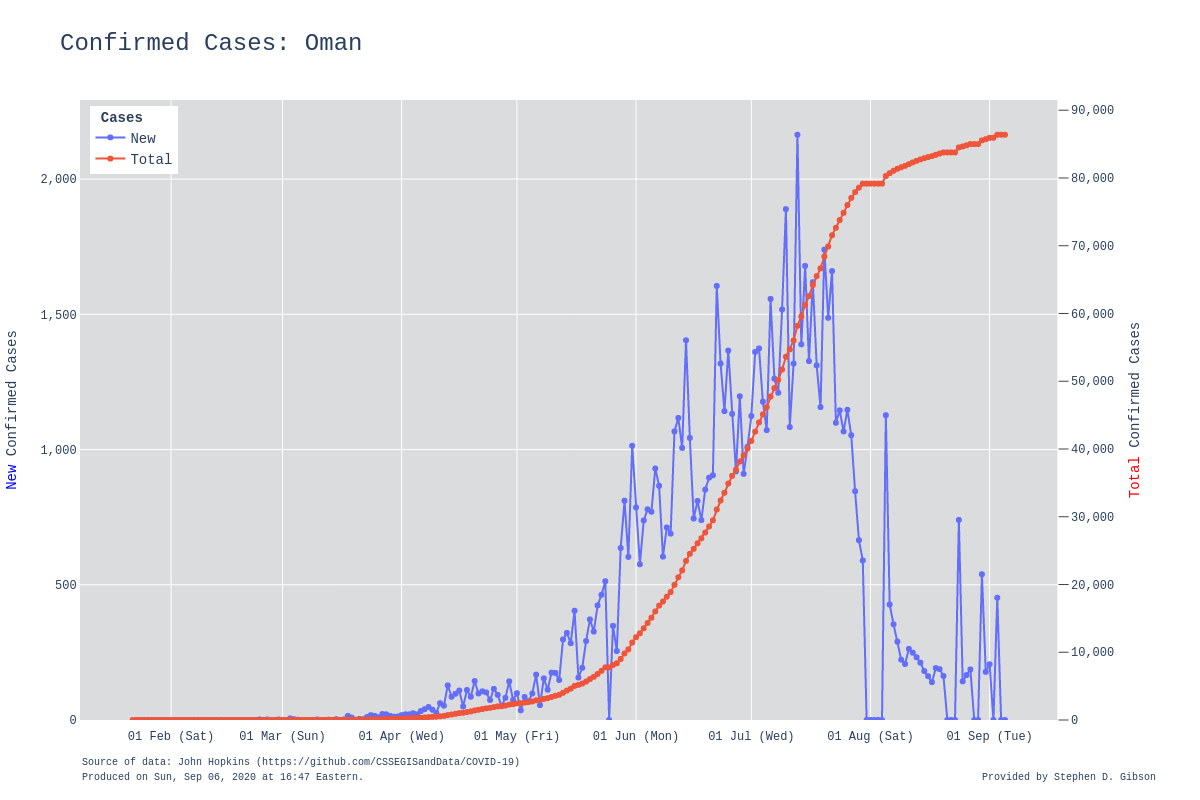 Confirmed Cases: Oman
Cases
New
Total
2,000
1,500
1,000
500
0
90,000
80,000
70,000
60,000
50,000
40,000
30,000
20,000
10,000
0
New Confirmed Cases
Total Confirmed Cases
01 Feb (Sat) 01 Mar (Sun) 01 Apr (Wed) 01 May (Fri) 01 Jun (Mon) 01 Jul (Wed) 01 Aug (Sat) 01 Sep (Tue)
Source of data: John Hopkins (https://github.com/CSSEGISandData/COVID-19)
Produced on Sun, Sep 06, 2020 at 16:47 Eastern.
Provided by Stephen D. Gibson